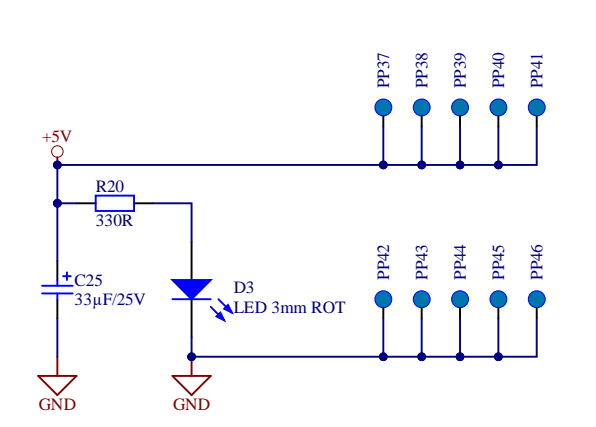 PP37
PP38
PP39
PP40
PP41
+5V
R20
330R
PP42
PP43
PP44
PP45
PP46
+
C25
33µF/25V
D3
LED 3mm ROT
GND
GND